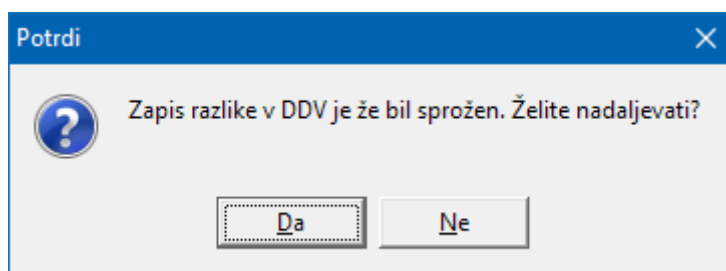 Potrdi
Zapis razlike v DDV je že bil sprožen. Želite nadaljevati?
Da
Ne